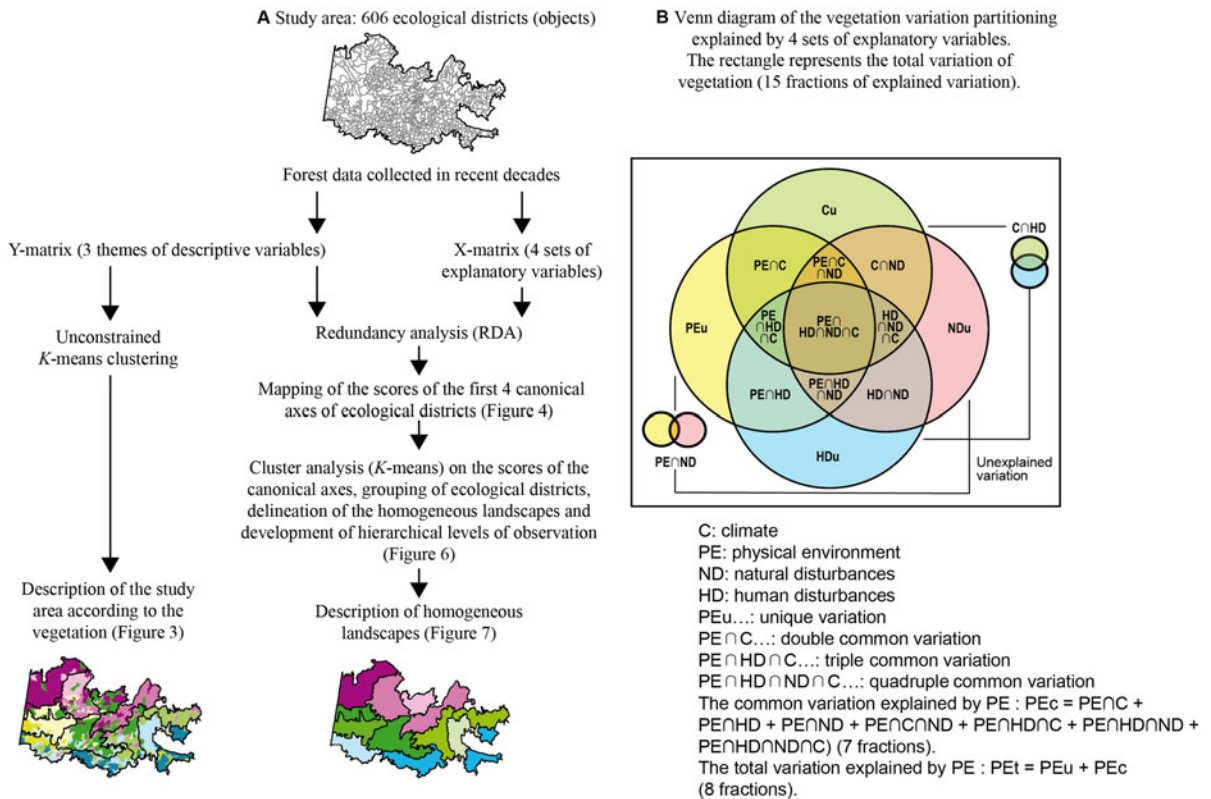 A Study area: 606 ecological districts (objects)
Forest data collected in recent decades
Y-matrix (3 themes of descriptive variables)
X-matrix (4 sets of
explanatory variables)
Unconstrained
K-means clustering
Redundancy analysis (RDA)
Mapping of the scores of the first 4 canonical
axes of ecological districts (Figure 4)
Cluster analysis (K-means) on the scores of the
canonical axes, grouping of ecological districts,
delineation of the homogeneous landscapes and
development of hierarchical levels of observation
(Figure 6)
Description of the study
area according to the
vegetation (Figure 3)
Description of homogeneous
landscapes (Figure 7)
B Venn diagram of the vegetation variation partitioning
explained by 4 sets of explanatory variables.
The rectangle represents the total variation of
vegetation (15 fractions of explained variation).
Cu
C∩HD
PE∩C
PE∩C
∩ND
C∩ND
PEu
PE
∩HD
∩C
PE∩
HD∩ND∩C
HD
∩ND
∩C
NDu
PE∩HD
PE∩HD
∩ND
HD∩ND
PE∩ND
HDu
Unexplained
variation
C: climate
PE: physical environment
ND: natural disturbances
HD: human disturbances
PEu…: unique variation
PE∩C…: double common variation
PE∩HD∩C…: triple common variation
PE∩HD∩ND∩C…: quadruple common variation
The common variation explained by PE : PEc = PE∩C +
PE∩HD + PE∩ND + PE∩C∩ND + PE∩HD∩C + PE∩HD∩ND +
PE∩HD∩ND∩C) (7 fractions).
The total variation explained by PE : PEt = PEu + PEc
(8 fractions).